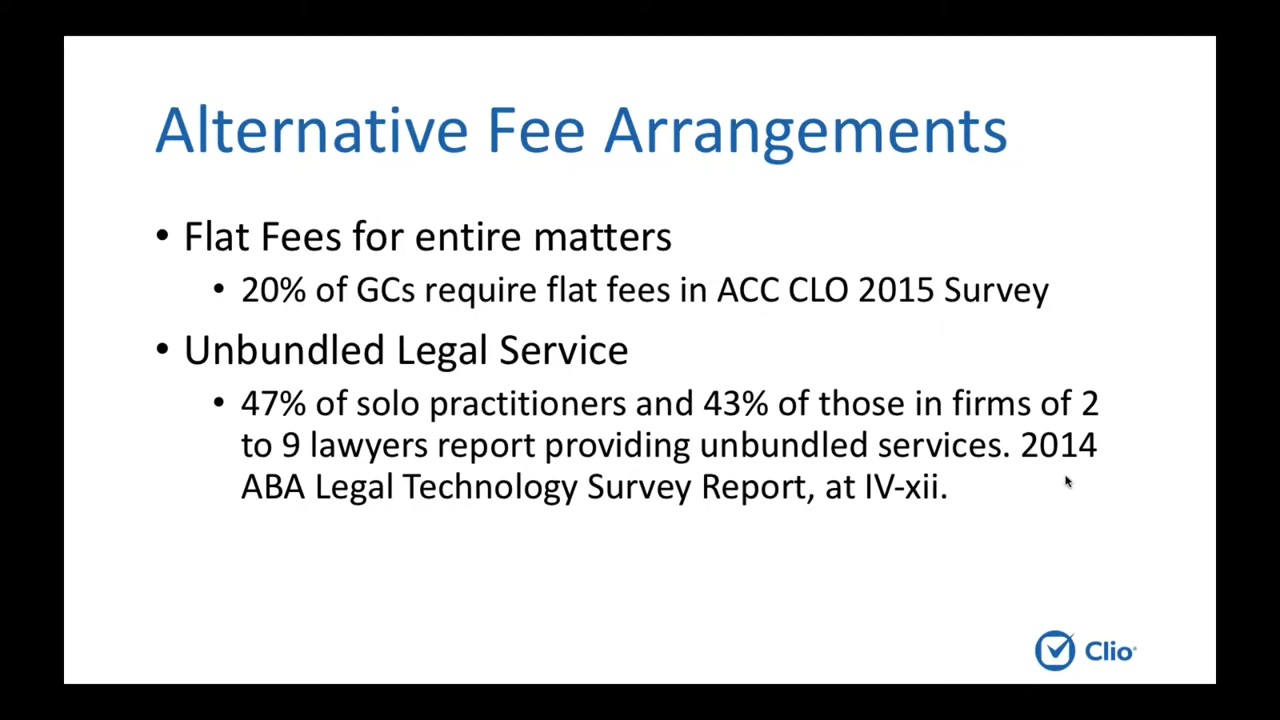 Alternative Fee Arrangements
• Flat Fees for entire matters
• 20% of GCs require flat fees in ACC CLO 2015 Survey
• Unbundled Legal Service
• 47% of solo practitioners and 43% of those in firms of 2
to 9 lawyers report providing unbundled services. 2014
ABA Legal Technology Survey Report, at IV-xii.
Clio